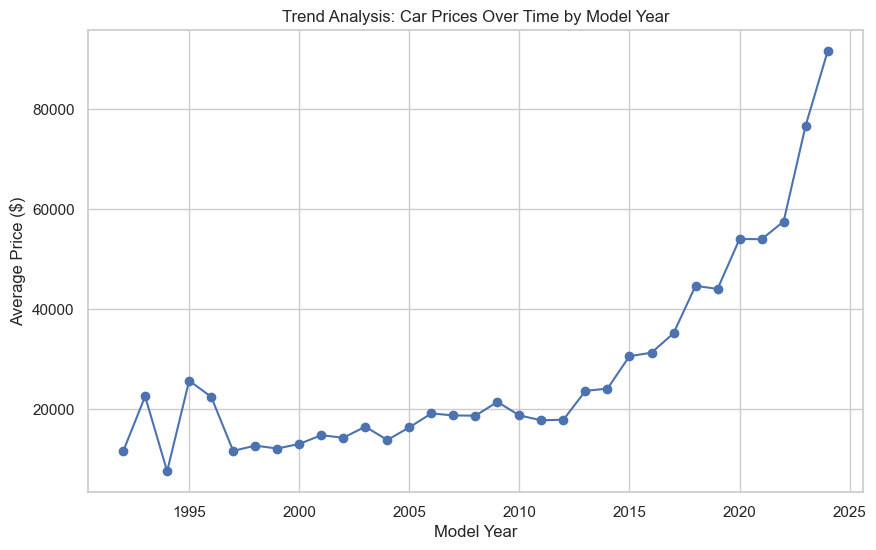 Trend Analysis: Car Prices Over Time by Model Year
Average Price ($)
80000
60000
40000
20000
1995 2000 2005 2010 2015 2020 2025
Model Year